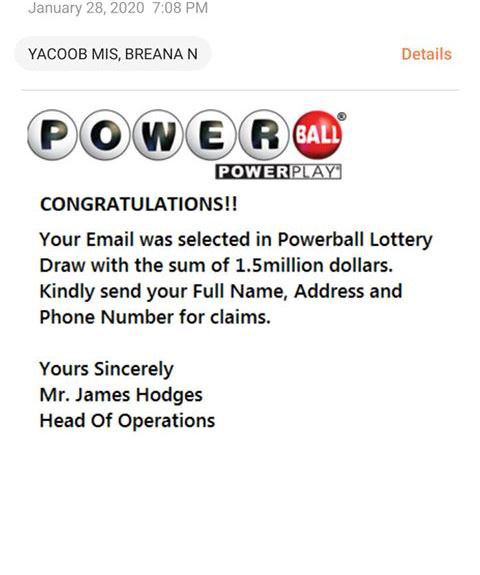 January 28, 2020 7:08 PM
YACOOB MIS, BREANA N
Details
POWER BALL®
POWERPLAY®
CONGRATULATIONS!!
Your Email was selected in Powerball Lottery
Draw with the sum of 1.5million dollars.
Kindly send your Full Name, Address and
Phone Number for claims.
Yours Sincerely
Mr. James Hodges
Head Of Operations